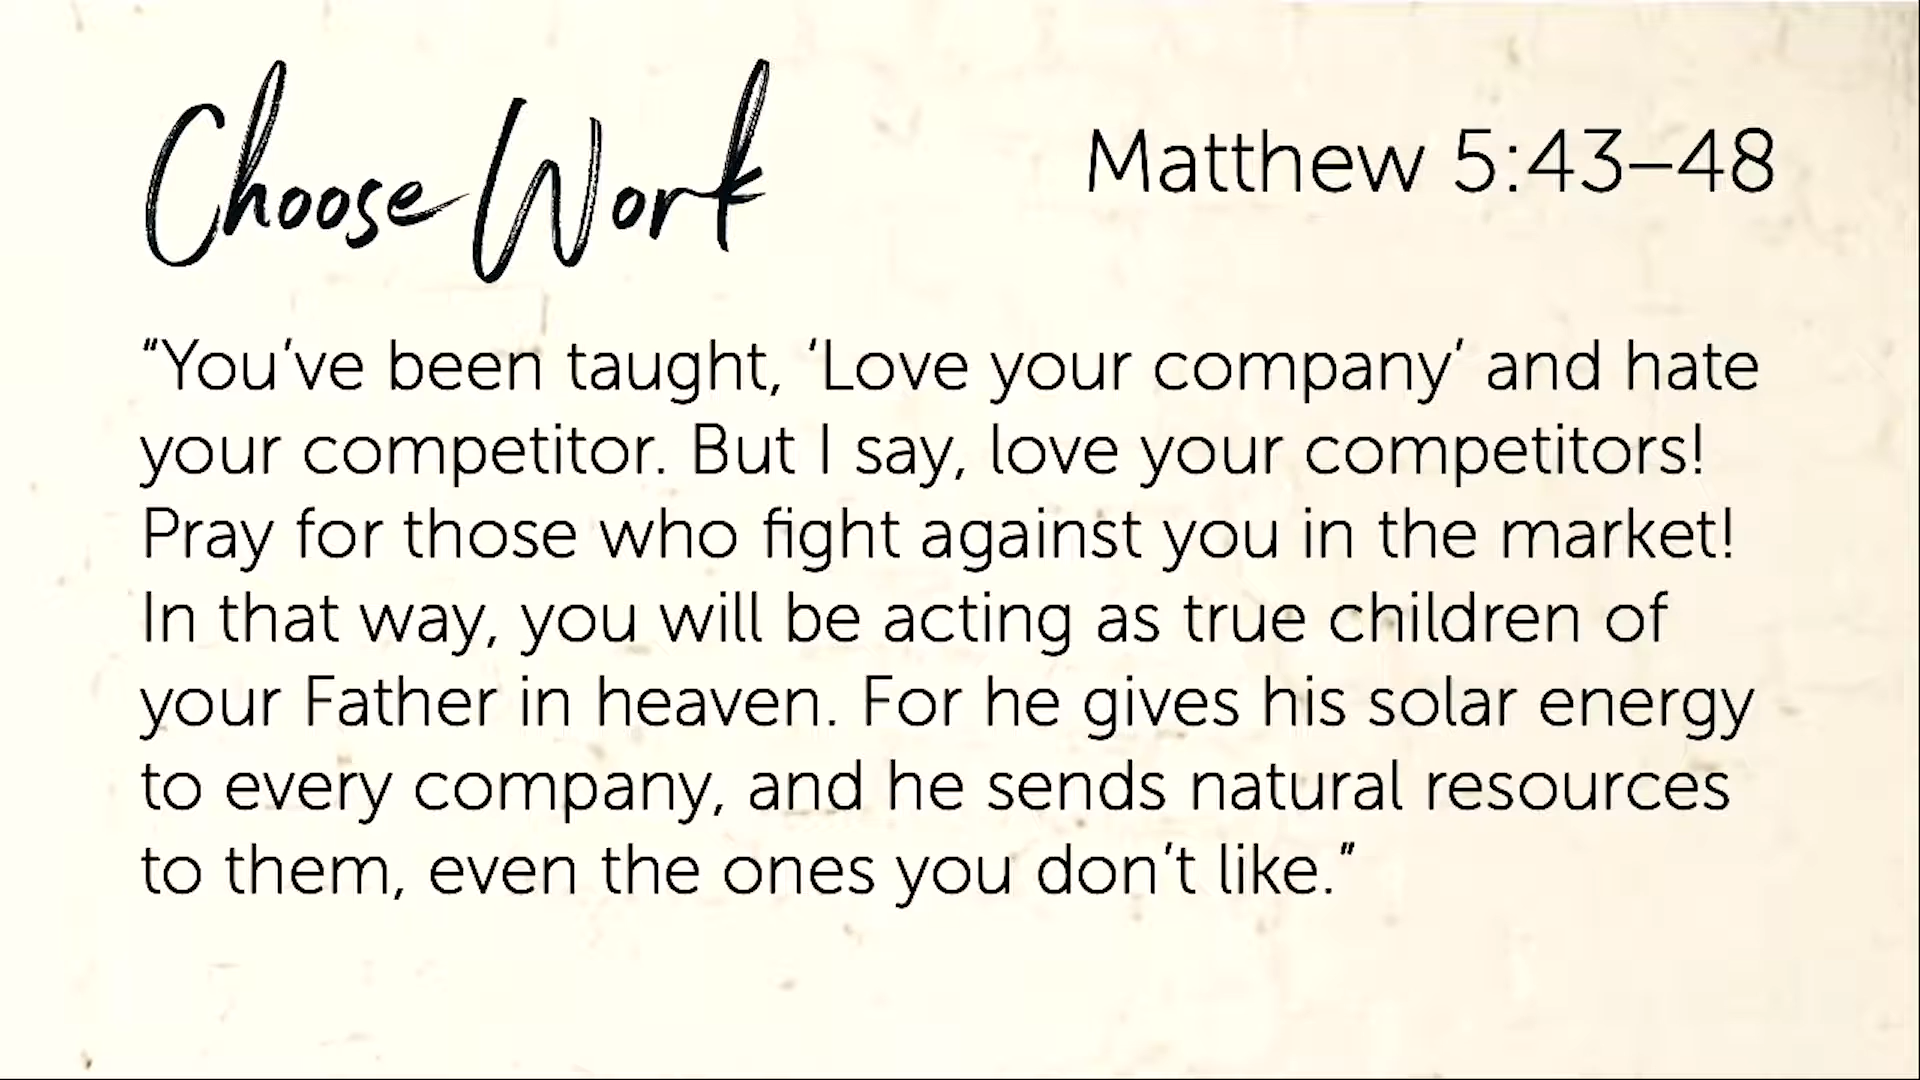 Choose Work
Matthew 5:43–48
“You’ve been taught, ‘Love your company’ and hate
your competitor. But I say, love your competitors!
Pray for those who fight against you in the market!
In that way, you will be acting as true children of
your Father in heaven. For he gives his solar energy
to every company, and he sends natural resources
to them, even the ones you don’t like.”